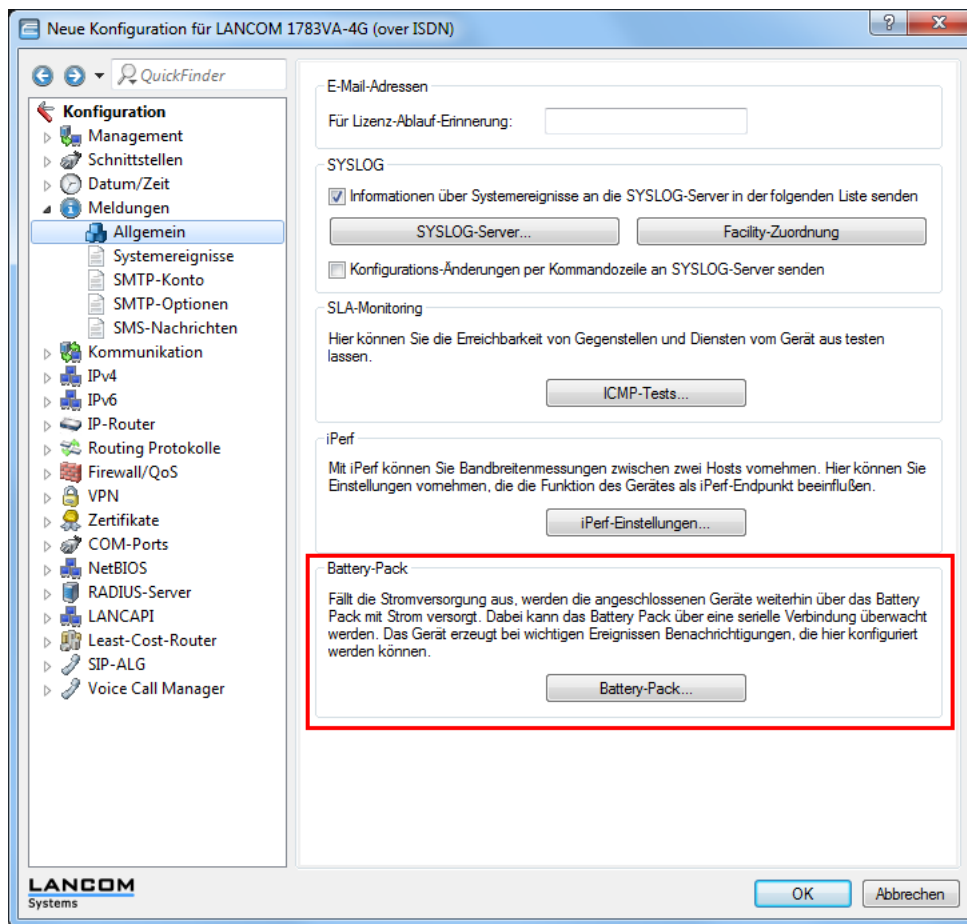 Neue Konfiguration für LANCOM 1783VA-4G (over ISDN)
QuickFinder
Konfiguration
Management
Schnittstellen
Datum/Zeit
Meldungen
Allgemein
Systemereignisse
SMTP-Konto
SMTP-Optionen
SMS-Nachrichten
Kommunikation
IPv4
IPv6
IP-Router
Routing Protokolle
Firewall/QoS
VPN
Zertifikate
COM-Ports
NetBIOS
RADIUS-Server
LANCAPI
Least-Cost-Router
SIP-ALG
Voice Call Manager
E-Mail-Adressen
Für Lizenz-Ablauf-Erinnerung:
SYSLOG
Informationen über Systemereignisse an die SYSLOG-Server in der folgenden Liste senden
SYSLOG-Server...
Facility-Zuordnung
Konfigurations-Änderungen per Kommandozeile an SYSLOG-Server senden
SLA-Monitoring
Hier können Sie die Erreichbarkeit von Gegenstellen und Diensten vom Gerät aus testen
lassen.
ICMP-Tests...
iPerf
Mit iPerf können Sie Bandbreitenmessungen zwischen zwei Hosts vornehmen. Hier können Sie
Einstellungen vornehmen, die die Funktion des Gerätes als iPerf-Endpunkt beeinflußen.
iPerf-Einstellungen...
Battery-Pack
Fällt die Stromversorgung aus, werden die angeschlossenen Geräte weiterhin über das Battery
Pack mit Strom versorgt. Dabei kann das Battery Pack über eine serielle Verbindung überwacht
werden. Das Gerät erzeugt bei wichtigen Ereignissen Benachrichtigungen, die hier konfiguriert
werden können.
Battery-Pack...
LANCOM
Systems
OK
Abbrechen